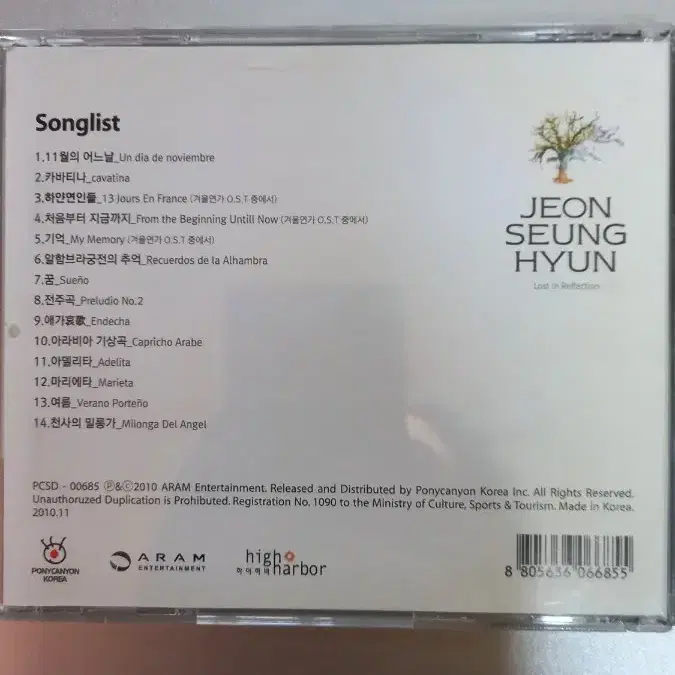 Songlist
1.11월의 어느날_Un dia de noviembre
2.카바티나_cavatina
3.하얀연인들_13 Jours En France (겨울연가 O.S.T 중에서)
4.처음부터 지금까지_From the Beginning Untill Now (겨울연가 O.S.T 중에서)
5.기억_My Memory (겨울연가 O.S.T 중에서)
6.알함브라궁전의 추억_Recuerdos de la Alhambra
7.꿈_Sueño
8.전주곡_Preludio No.2
9.애가哀歌_Endecha
10.아라비아 기상곡_Capricho Arabe
11.아델리타_Adelita
12.마리에타_Marieta
13.여름_Verano Porteño
14.천사의 밀롱가_Milonga Del Angel
JEON
SEUNG
HYUN
Lost in Reflection
PCSD - 00685 ⓟ&ⓒ2010 ARAM Entertainment. Released and Distributed by Ponycanyon Korea Inc. All Rights Reserved.
Unauthoruzed Duplication is Prohibited. Registration No. 1090 to the Ministry of Culture, Sports & Tourism. Made in Korea.
2010.11
PONYCANYON
KOREA
ARAM
ENTERTAINMENT
high
하이하버 harbor
8 805636 066855